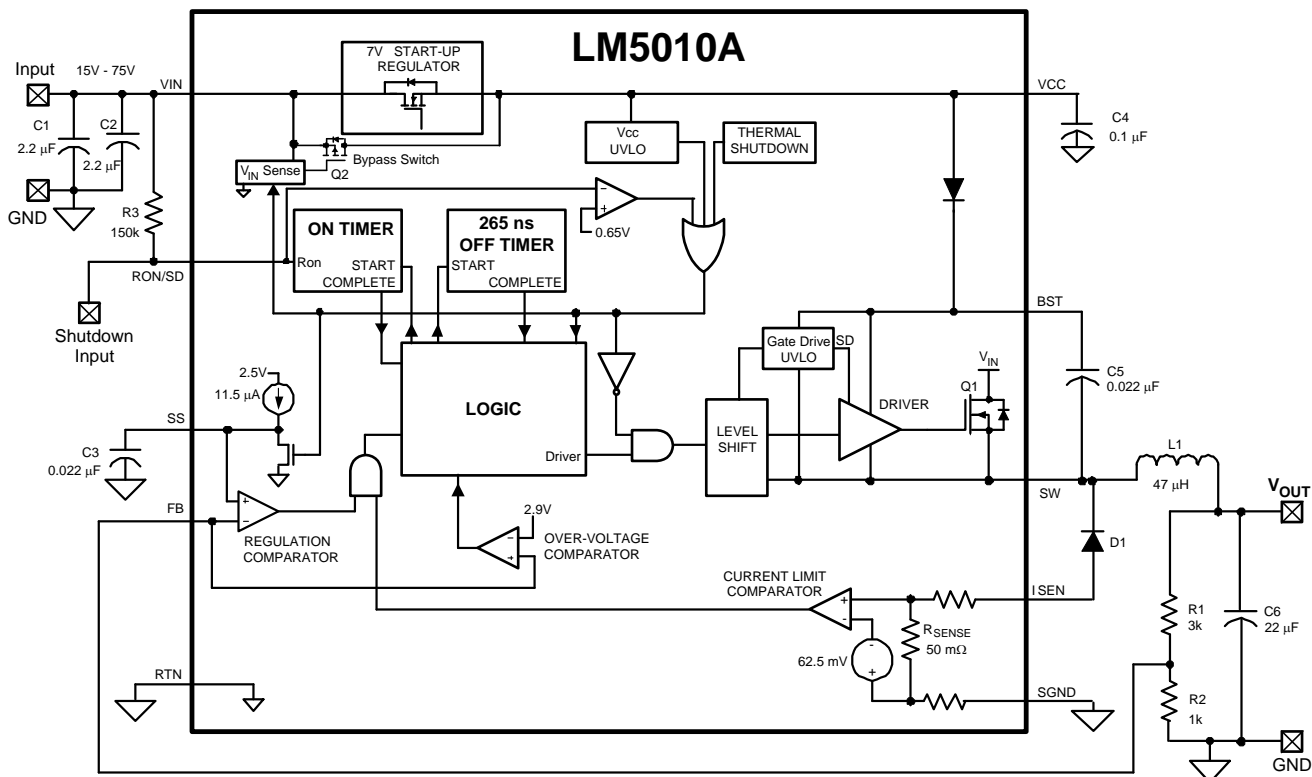 LM5010A
7V START-UP
REGULATOR
Input
15V - 75V
VIN
VCC
C1
2.2 µF
C2
2.2 µF
C4
0.1 µF
Vcc
UVLO
THERMAL
SHUTDOWN
Bypass Switch
VIN Sense
Q2
GND
R3
150k
0.65V
ON TIMER
Ron
START
COMPLETE
265 ns
OFF TIMER
START
COMPLETE
RON/SD
Shutdown
Input
BST
Gate Drive
UVLO
SD
VIN
Q1
C5
0.022 µF
2.5V
11.5 µA
LOGIC
DRIVER
SS
LEVEL
SHIFT
Driver
C3
0.022 µF
L1
47 µH
SW
VOUT
FB
REGULATION
COMPARATOR
2.9V
OVER-VOLTAGE
COMPARATOR
D1
CURRENT LIMIT
COMPARATOR
ISEN
R1
3k
C6
22 µF
RSENSE
50 mΩ
62.5 mV
RTN
SGND
R2
1k
GND
+
-
+
-
-
+
+
-
-
+
-
+